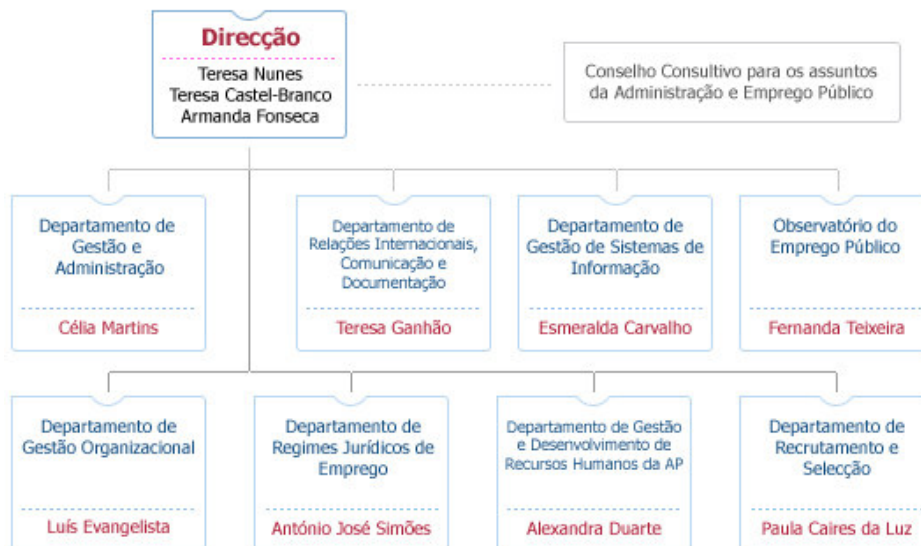 Direcção
Teresa Nunes
Teresa Castel-Branco
Armanda Fonseca
Conselho Consultivo para os assuntos
da Administração e Emprego Público
Departamento de
Gestão e
Administração
Célia Martins
Departamento de
Relações Internacionais,
Comunicação e
Documentação
Teresa Ganhão
Departamento de
Gestão de Sistemas de
Informação
Esmeralda Carvalho
Observatório do
Emprego Público
Fernanda Teixeira
Departamento de
Gestão Organizacional
Luís Evangelista
Departamento de
Regimes Jurídicos de
Emprego
António José Simões
Departamento de Gestão
e Desenvolvimento de
Recursos Humanos da AP
Alexandra Duarte
Departamento de
Recrutamento e
Selecção
Paula Caires da Luz